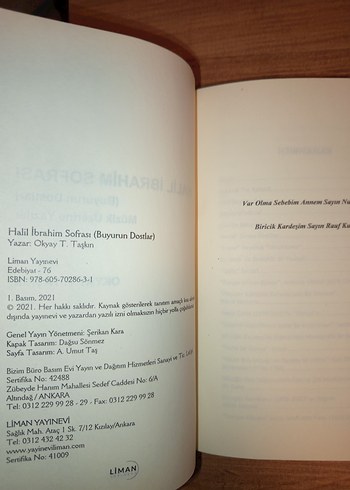 Halil İbrahim Sofrası (Buyurun Dostlar)
Yazar: Okyay T. Taşkın
Liman Yayınevi
Edebiyat - 76
ISBN: 978-605-70286-3-1
1. Basım, 2021
© 2021. Her hakkı saklıdır. Kaynak gösterilerek tanıtım amaçlı
dışında yayınevi ve yazardan yazılı izni olmaksızın hiçbir yolla
Genel Yayın Yönetmeni: Şerikan Kara
Kapak Tasarım: Dağsu Sönmez
Sayfa Tasarım: A. Umut Taş
Bizim Büro Basım Evi Yayın ve Dağıtım Hizmetleri Sanayi ve Tic.
Sertifika No: 42488
Zübeyde Hanım Mahallesi Sedef Caddesi No: 6/A
Altındağ / ANKARA
Tel: 0312 229 99 28 - 29 - Fax: 0312 229 99 28
LİMAN YAYINEVİ
Sağlık Mah. Ataç 1 Sk. 7/12 Kızılay/Ankara
Tel: 0312 432 42 32
www.yayineviliman.com
Sertifika No: 41009
LİMAN
Var Olma Sebebim Annem Sayın
Biricik Kardeşim Sayın Rauf